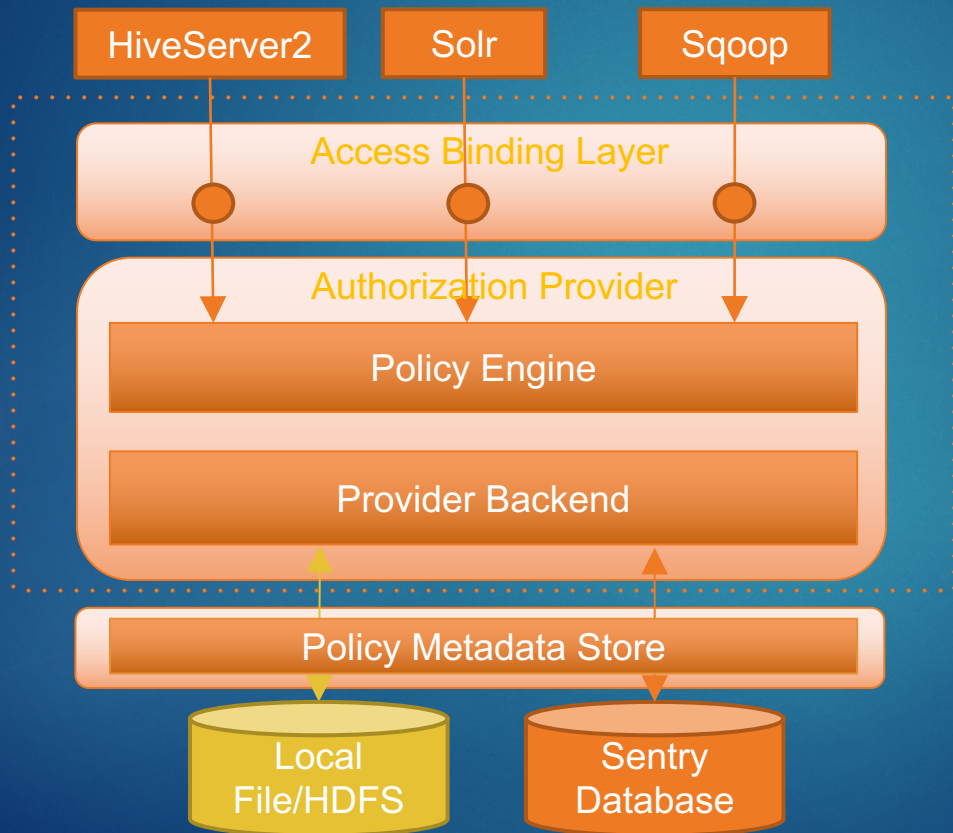 HiveServer2
Solr
Sqoop
Access Binding Layer
Authorization Provider
Policy Engine
Provider Backend
Policy Metadata Store
Local
File/HDFS
Sentry
Database